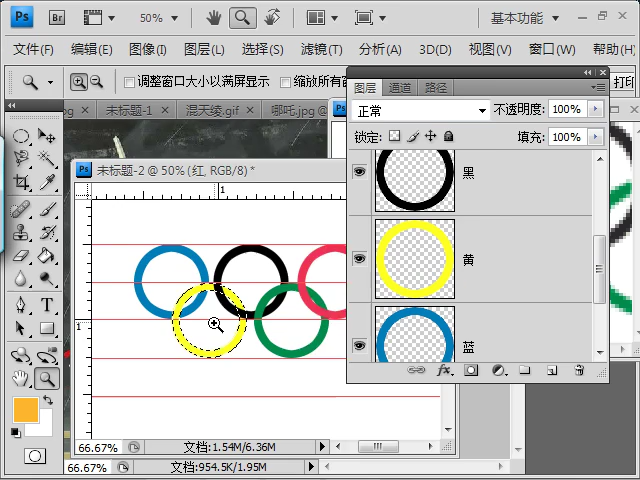 Ps Br 50% 基本功能
文件(F) 编辑(E) 图像(I) 图层(L) 选择(S) 滤镜(T) 分析(A) 3D(D) 视图(V) 窗口(W) 帮助(H)
调整窗口大小以满屏显示 缩放所有窗 打印
pg × 未标题-1 × 混天绫.gif × 哪吒.jpg @
Ps 未标题-2 @ 50%(红, RGB/8) *
1
1
图层 通道 路径
正常 不透明度: 100%
锁定: 填充: 100%
黑
黄
蓝
fx
T
66.67% 文档:1.54M/6.36M
66.67% 文档:954.5K/1.95M